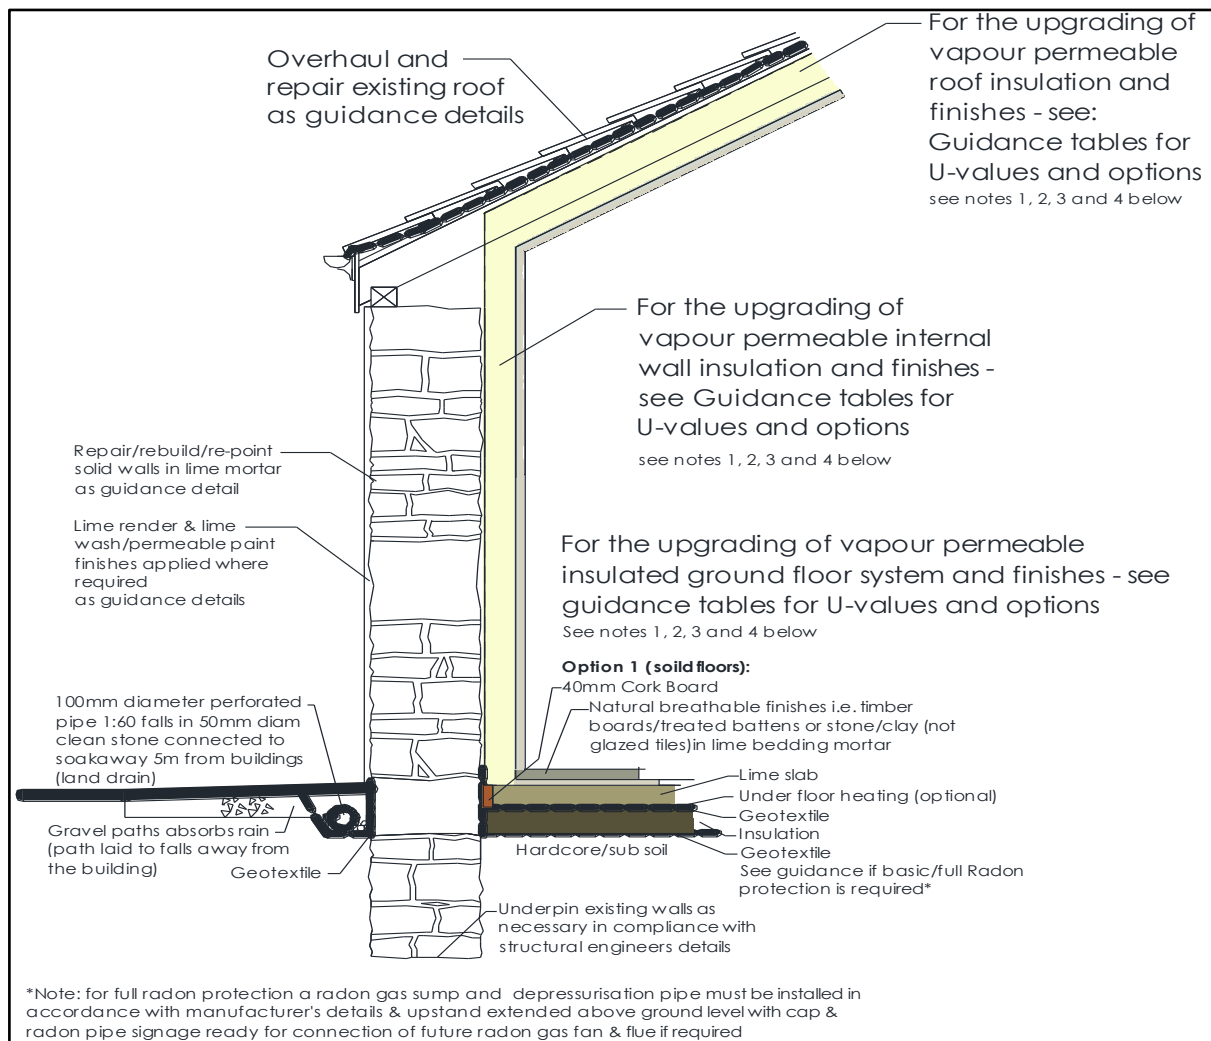 Overhaul and
repair existing roof
as guidance details
For the upgrading of
vapour permeable
roof insulation and
finishes - see:
Guidance tables for
U-values and options
see notes 1, 2, 3 and 4 below
For the upgrading of
vapour permeable internal
wall insulation and finishes -
see Guidance tables for
U-values and options
see notes 1, 2, 3 and 4 below
Repair/rebuild/re-point
solid walls in lime mortar
as guidance detail
Lime render & lime
wash/permeable paint
finishes applied where
required
as guidance details
For the upgrading of vapour permeable
insulated ground floor system and finishes - see
guidance tables for U-values and options
See notes 1, 2, 3 and 4 below
Option 1 (soild floors):
40mm Cork Board
Natural breathable finishes i.e. timber
boards/treated battens or stone/clay (not
glazed tiles)in lime bedding mortar
100mm diameter perforated
pipe 1:60 falls in 50mm diam
clean stone connected to
soakaway 5m from buildings
(land drain)
Lime slab
Under floor heating (optional)
Geotextile
Insulation
Geotextile
See guidance if basic/full Radon
protection is required*
Gravel paths absorbs rain
(path laid to falls away from
the building)
Geotextile
Hardcore/sub soil
Underpin existing walls as
necessary in compliance with
structural engineers details
*Note: for full radon protection a radon gas sump and depressurisation pipe must be installed in
accordance with manufacturer's details & upstand extended above ground level with cap &
radon pipe signage ready for connection of future radon gas fan & flue if required